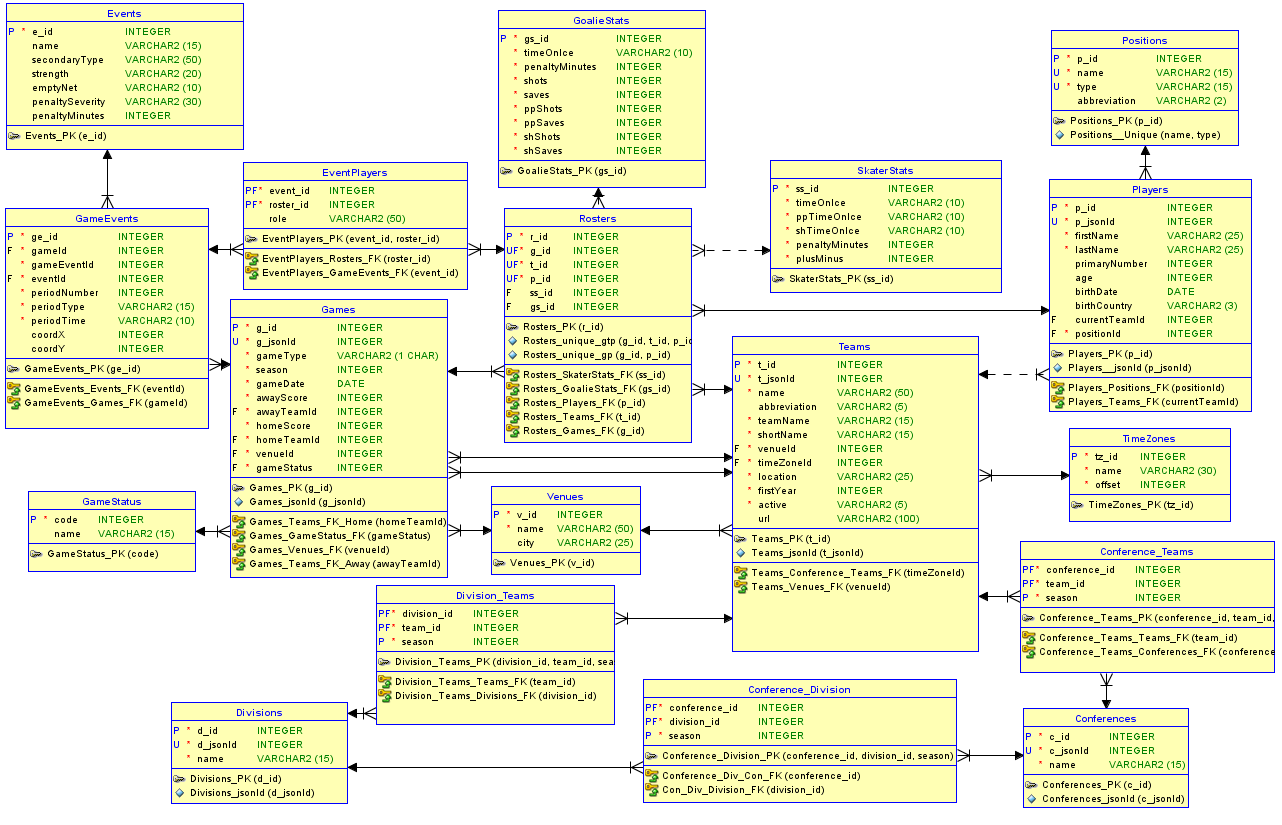 Events
P * e_id INTEGER
name VARCHAR2 (15)
secondaryType VARCHAR2 (50)
strength VARCHAR2 (20)
emptyNet VARCHAR2 (10)
penaltySeverity VARCHAR2 (30)
penaltyMinutes INTEGER
Events_PK (e_id)
GoalieStats
P * gs_id INTEGER
* timeOnIce VARCHAR2 (10)
* penaltyMinutes INTEGER
* shots INTEGER
* saves INTEGER
* ppShots INTEGER
* ppSaves INTEGER
* shShots INTEGER
* shSaves INTEGER
GoalieStats_PK (gs_id)
Positions
P * p_id INTEGER
U * name VARCHAR2 (15)
U * type VARCHAR2 (15)
abbreviation VARCHAR2 (2)
Positions_PK (p_id)
Positions__Unique (name, type)
EventPlayers
PF* event_id INTEGER
PF* roster_id INTEGER
role VARCHAR2 (50)
EventPlayers_PK (event_id, roster_id)
EventPlayers_Rosters_FK (roster_id)
EventPlayers_GameEvents_FK (event_id)
SkaterStats
P * ss_id INTEGER
* timeOnIce VARCHAR2 (10)
* ppTimeOnIce VARCHAR2 (10)
* shTimeOnIce VARCHAR2 (10)
* penaltyMinutes INTEGER
* plusMinus INTEGER
SkaterStats_PK (ss_id)
Players
P * p_id INTEGER
U * p_jsonId INTEGER
* firstName VARCHAR2 (25)
* lastName VARCHAR2 (25)
primaryNumber INTEGER
age INTEGER
birthDate DATE
birthCountry VARCHAR2 (3)
F currentTeamId INTEGER
F * positionId INTEGER
Players_PK (p_id)
Players__jsonId (p_jsonId)
Players_Positions_FK (positionId)
Players_Teams_FK (currentTeamId)
GameEvents
P * ge_id INTEGER
F * gameId INTEGER
* gameEventId INTEGER
F * eventId INTEGER
* periodNumber INTEGER
* periodType VARCHAR2 (15)
* periodTime VARCHAR2 (10)
coordX INTEGER
coordY INTEGER
GameEvents_PK (ge_id)
GameEvents_Events_FK (eventId)
GameEvents_Games_FK (gameId)
Rosters
P * r_id INTEGER
UF* g_id INTEGER
UF* t_id INTEGER
UF* p_id INTEGER
F ss_id INTEGER
F gs_id INTEGER
Rosters_PK (r_id)
Rosters_unique_gtp (g_id, t_id, p_id
Rosters_unique_gp (g_id, p_id)
Rosters_SkaterStats_FK (ss_id)
Rosters_GoalieStats_FK (gs_id)
Rosters_Players_FK (p_id)
Rosters_Teams_FK (t_id)
Rosters_Games_FK (g_id)
Games
P * g_id INTEGER
U * g_jsonId INTEGER
* gameType VARCHAR2 (1 CHAR)
* season INTEGER
* gameDate DATE
* awayScore INTEGER
F * awayTeamId INTEGER
* homeScore INTEGER
F * homeTeamId INTEGER
F * venueId INTEGER
F * gameStatus INTEGER
Games_PK (g_id)
Games_jsonId (g_jsonId)
Games_Teams_FK_Home (homeTeamId)
Games_GameStatus_FK (gameStatus)
Games_Venues_FK (venueId)
Games_Teams_FK_Away (awayTeamId)
Teams
P * t_id INTEGER
U * t_jsonId INTEGER
* name VARCHAR2 (50)
abbreviation VARCHAR2 (5)
* teamName VARCHAR2 (15)
* shortName VARCHAR2 (15)
F * venueId INTEGER
F * timeZoneId INTEGER
* location VARCHAR2 (25)
firstYear INTEGER
* active VARCHAR2 (5)
url VARCHAR2 (100)
Teams_PK (t_id)
Teams_jsonId (t_jsonId)
Teams_Conference_Teams_FK (timeZoneId)
Teams_Venues_FK (venueId)
TimeZones
P * tz_id INTEGER
* name VARCHAR2 (30)
* offset INTEGER
TimeZones_PK (tz_id)
GameStatus
P * code INTEGER
name VARCHAR2 (15)
GameStatus_PK (code)
Venues
P * v_id INTEGER
* name VARCHAR2 (50)
city VARCHAR2 (25)
Venues_PK (v_id)
Conference_Teams
PF* conference_id INTEGER
PF* team_id INTEGER
P * season INTEGER
Conference_Teams_PK (conference_id, team_id,
Conference_Teams_Teams_FK (team_id)
Conference_Teams_Conferences_FK (conference
Division_Teams
PF* division_id INTEGER
PF* team_id INTEGER
P * season INTEGER
Division_Teams_PK (division_id, team_id, sea
Division_Teams_Teams_FK (team_id)
Division_Teams_Divisions_FK (division_id)
Conference_Division
PF* conference_id INTEGER
PF* division_id INTEGER
P * season INTEGER
Conference_Division_PK (conference_id, division_id, season)
Conference_Div_Con_FK (conference_id)
Con_Div_Division_FK (division_id)
Divisions
P * d_id INTEGER
U * d_jsonId INTEGER
* name VARCHAR2 (15)
Divisions_PK (d_id)
Divisions_jsonId (d_jsonId)
Conferences
P * c_id INTEGER
U * c_jsonId INTEGER
* name VARCHAR2 (15)
Conferences_PK (c_id)
Conferences_jsonId (c_jsonId)